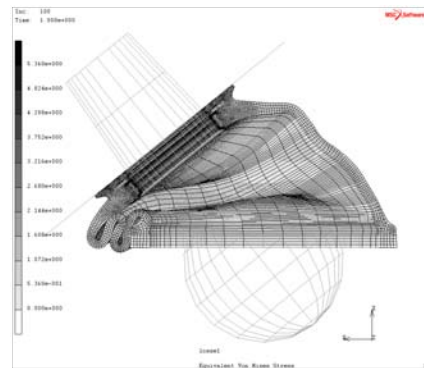 Inc: 100
Time: 1.000e+000
MSC Software
5.360e+000
4.824e+000
4.288e+000
3.752e+000
3.216e+000
2.680e+000
2.144e+000
1.608e+000
1.072e+000
5.360e-001
0.000e+000
Equivalent Von Mises Stress